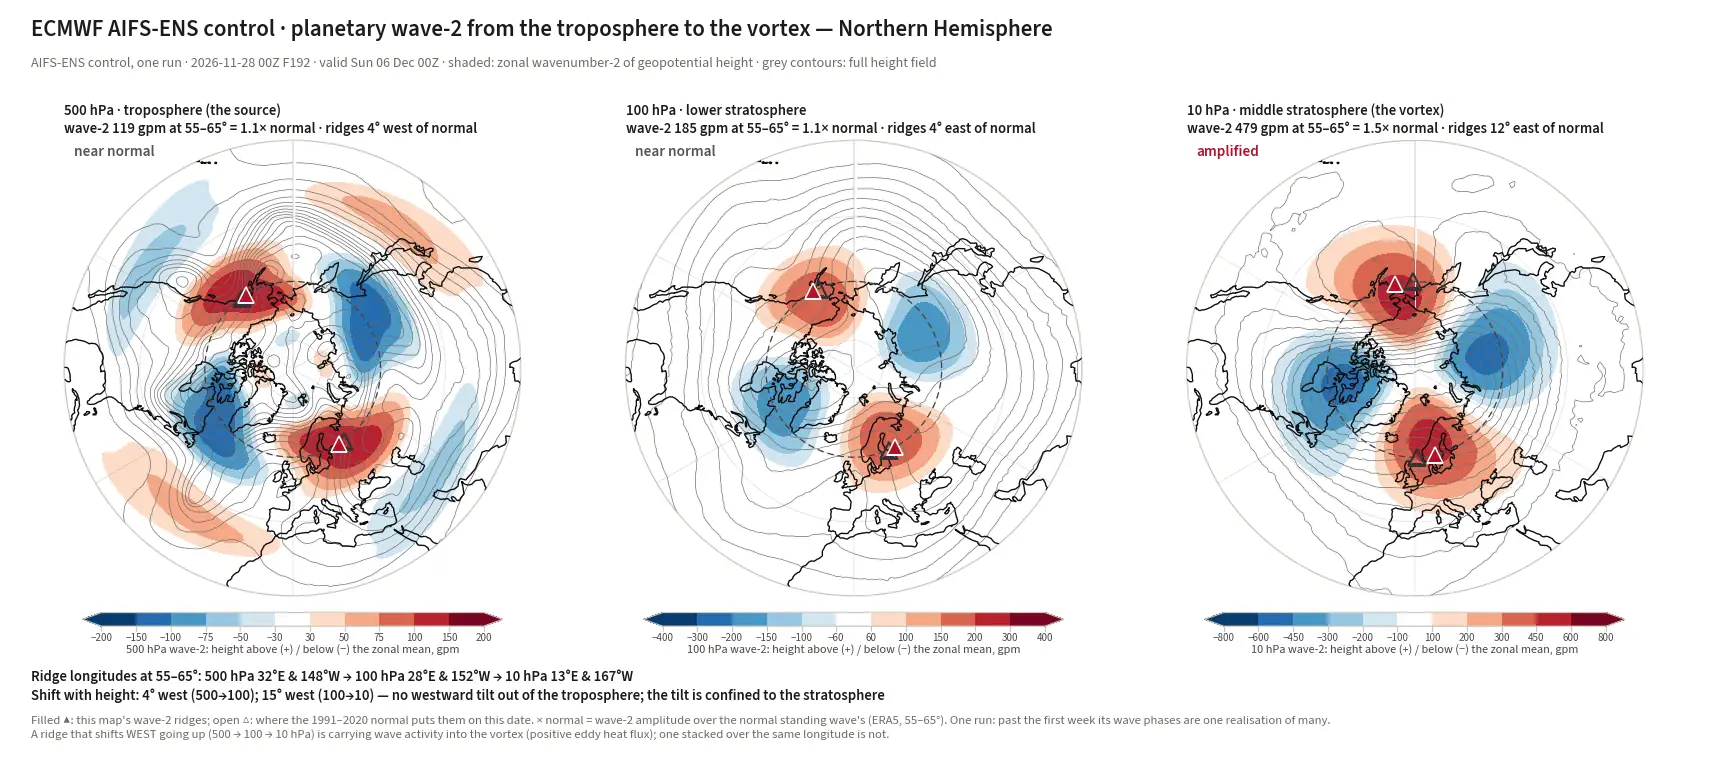 ECMWF AIFS-ENS control · planetary wave-2 from the troposphere to the vortex — Northern Hemisphere
AIFS-ENS control, one run · 2026-11-28 00Z F192 · valid Sun 06 Dec 00Z · shaded: zonal wavenumber-2 of geopotential height · grey contours: full height field
500 hPa · troposphere (the source)
wave-2 119 gpm at 55–65° = 1.1× normal · ridges 4° west of normal
near normal
100 hPa · lower stratosphere
wave-2 185 gpm at 55–65° = 1.1× normal · ridges 4° east of normal
near normal
10 hPa · middle stratosphere (the vortex)
wave-2 479 gpm at 55–65° = 1.5× normal · ridges 12° east of normal
amplified
−200 −150 −100 −75 −50 −30 30 50 75 100 150 200
500 hPa wave-2: height above (+) / below (−) the zonal mean, gpm
−400 −300 −200 −150 −100 −60 60 100 150 200 300 400
100 hPa wave-2: height above (+) / below (−) the zonal mean, gpm
−800 −600 −450 −300 −200 −100 100 200 300 450 600 800
10 hPa wave-2: height above (+) / below (−) the zonal mean, gpm
Ridge longitudes at 55–65°: 500 hPa 32°E & 148°W → 100 hPa 28°E & 152°W → 10 hPa 13°E & 167°W
Shift with height: 4° west (500→100); 15° west (100→10) — no westward tilt out of the troposphere; the tilt is confined to the stratosphere
Filled ▲: this map's wave-2 ridges; open △: where the 1991–2020 normal puts them on this date. × normal = wave-2 amplitude over the normal standing wave's (ERA5, 55–65°). One run: past the first week its wave phases are one realisation of many.
A ridge that shifts WEST going up (500 → 100 → 10 hPa) is carrying wave activity into the vortex (positive eddy heat flux); one stacked over the same longitude is not.